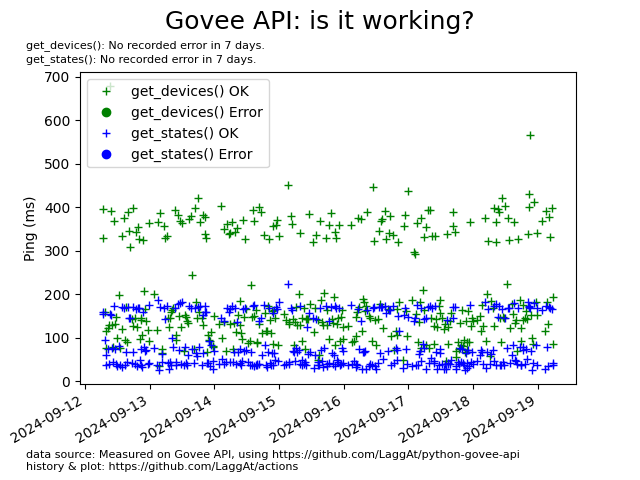 Govee API: is it working?
get_devices(): No recorded error in 7 days.
get_states(): No recorded error in 7 days.
700
600
500
400
300
200
100
0
Ping (ms)
get_devices() OK
get_devices() Error
get_states() OK
get_states() Error
2024-09-12
2024-09-13
2024-09-14
2024-09-15
2024-09-16
2024-09-17
2024-09-18
2024-09-19
data source: Measured on Govee API, using https://github.com/LaggAt/python-govee-api
history & plot: https://github.com/LaggAt/actions